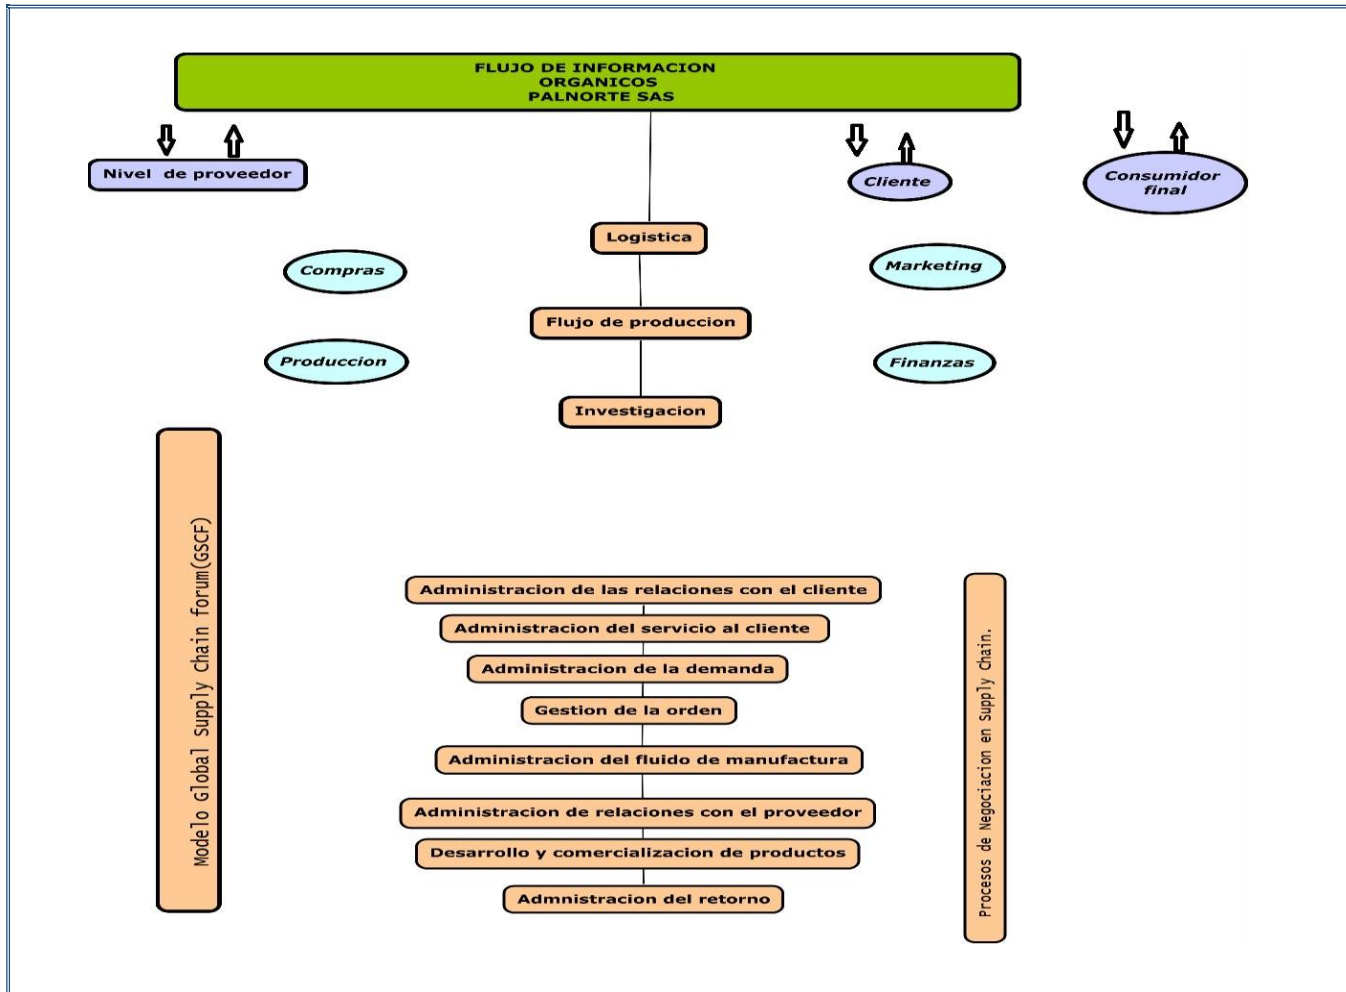 FLUJO DE INFORMACION
ORGANICOS
PALNORTE SAS
Nivel de proveedor
Cliente
Consumidor
final
Logistica
Compras
Marketing
Flujo de produccion
Produccion
Finanzas
Investigacion
Modelo Global Supply Chain forum(GSCF)
Administracion de las relaciones con el cliente
Administracion del servicio al cliente
Administracion de la demanda
Gestion de la orden
Administracion del fluido de manufactura
Administracion de relaciones con el proveedor
Desarrollo y comercializacion de productos
Admnistracion del retorno
Procesos de Negociacion en Supply Chain.